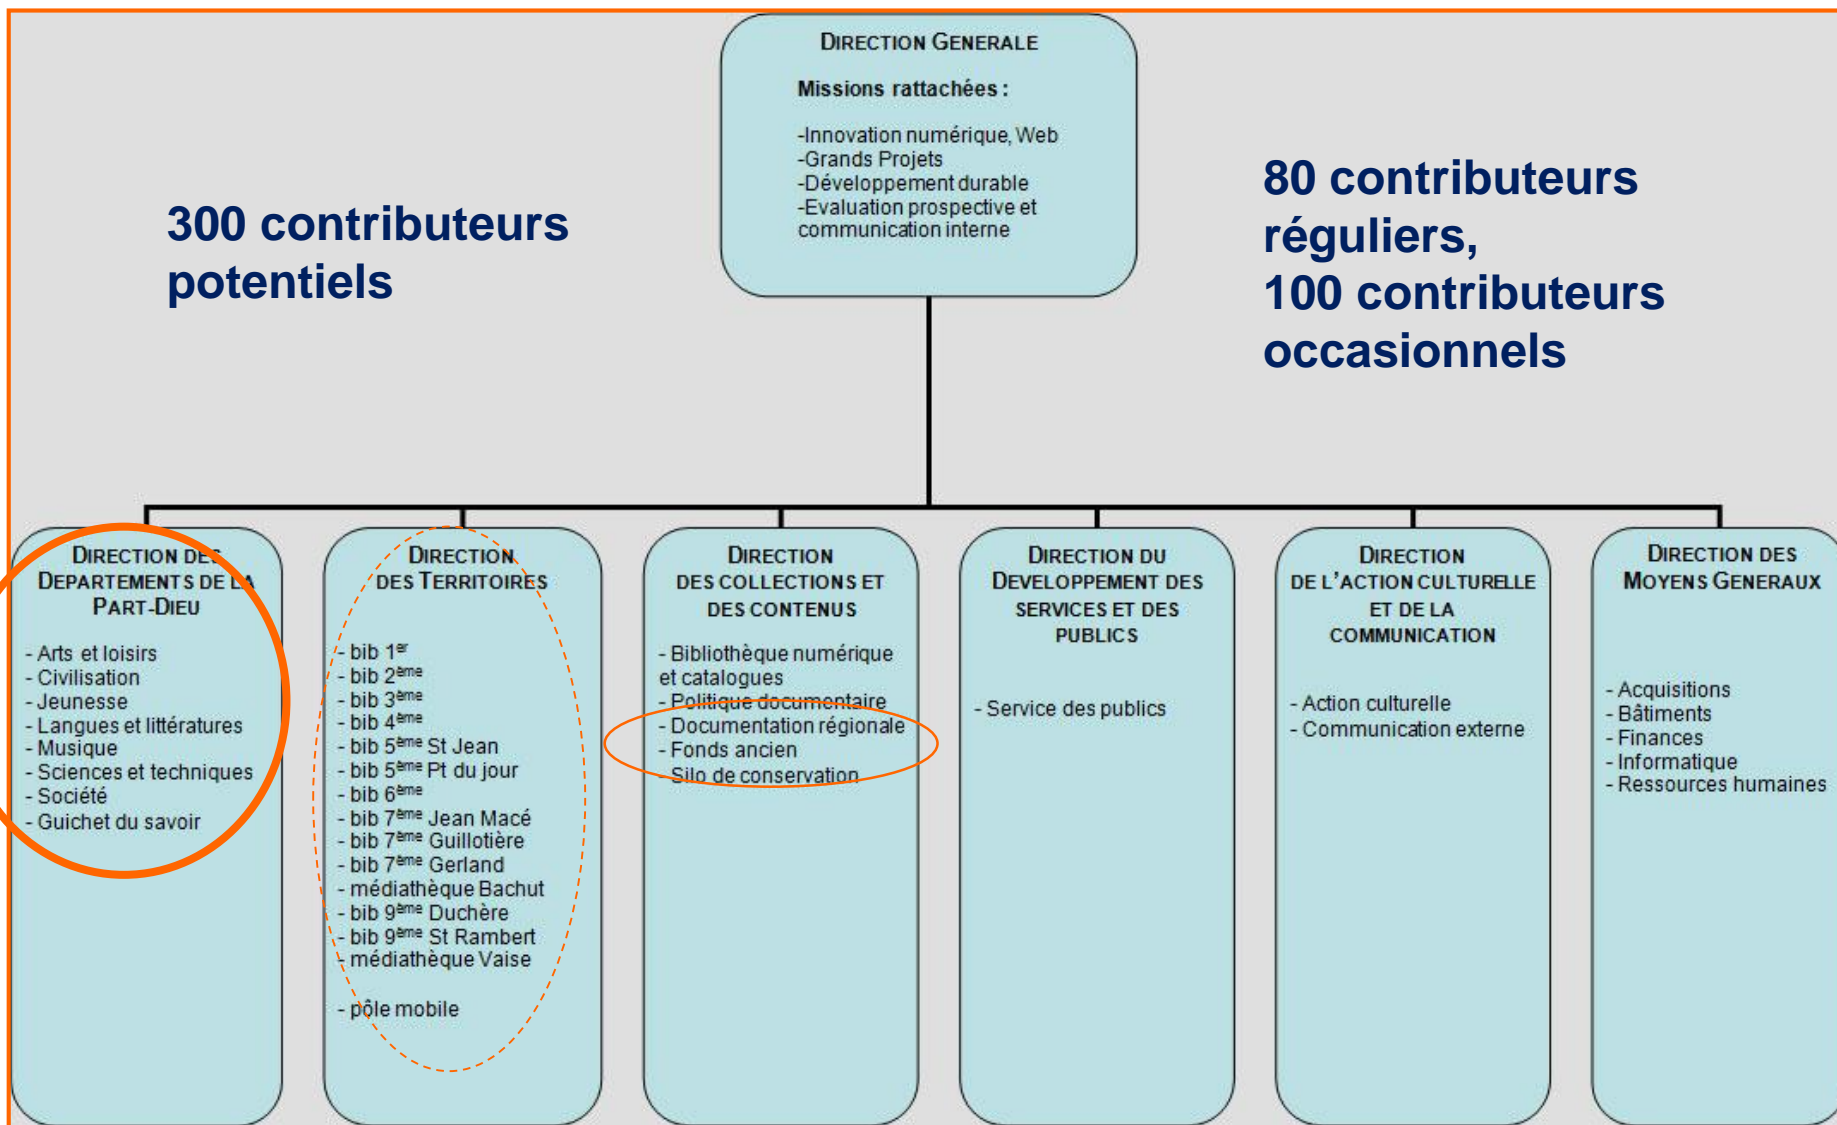 DIRECTION GENERALE
Missions rattachées :
-Innovation numérique, Web
-Grands Projets
-Développement durable
-Evaluation prospective et
communication interne
300 contributeurs
potentiels
80 contributeurs
réguliers,
100 contributeurs
occasionnels
DIRECTION DES
DEPARTEMENTS DE LA
PART-DIEU
- Arts et loisirs
- Civilisation
- Jeunesse
- Langues et littératures
- Musique
- Sciences et techniques
- Société
- Guichet du savoir
DIRECTION
DES TERRITOIRES
- bib 1er
- bib 2ème
- bib 3ème
- bib 4ème
- bib 5ème St Jean
- bib 5ème Pt du jour
- bib 6ème
- bib 7ème Jean Macé
- bib 7ème Guillotière
- bib 7ème Gerland
- médiathèque Bachut
- bib 9ème Duchère
- bib 9ème St Rambert
- médiathèque Vaise
- pôle mobile
DIRECTION
DES COLLECTIONS ET
DES CONTENUS
- Bibliothèque numérique
et catalogues
- Politique documentaire
- Documentation régionale
- Fonds ancien
- Silo de conservation
DIRECTION DU
DEVELOPPEMENT DES
SERVICES ET DES
PUBLICS
- Service des publics
DIRECTION
DE L'ACTION CULTURELLE
ET DE LA
COMMUNICATION
- Action culturelle
- Communication externe
DIRECTION DES
MOYENS GENERAUX
- Acquisitions
- Bâtiments
- Finances
- Informatique
- Ressources humaines